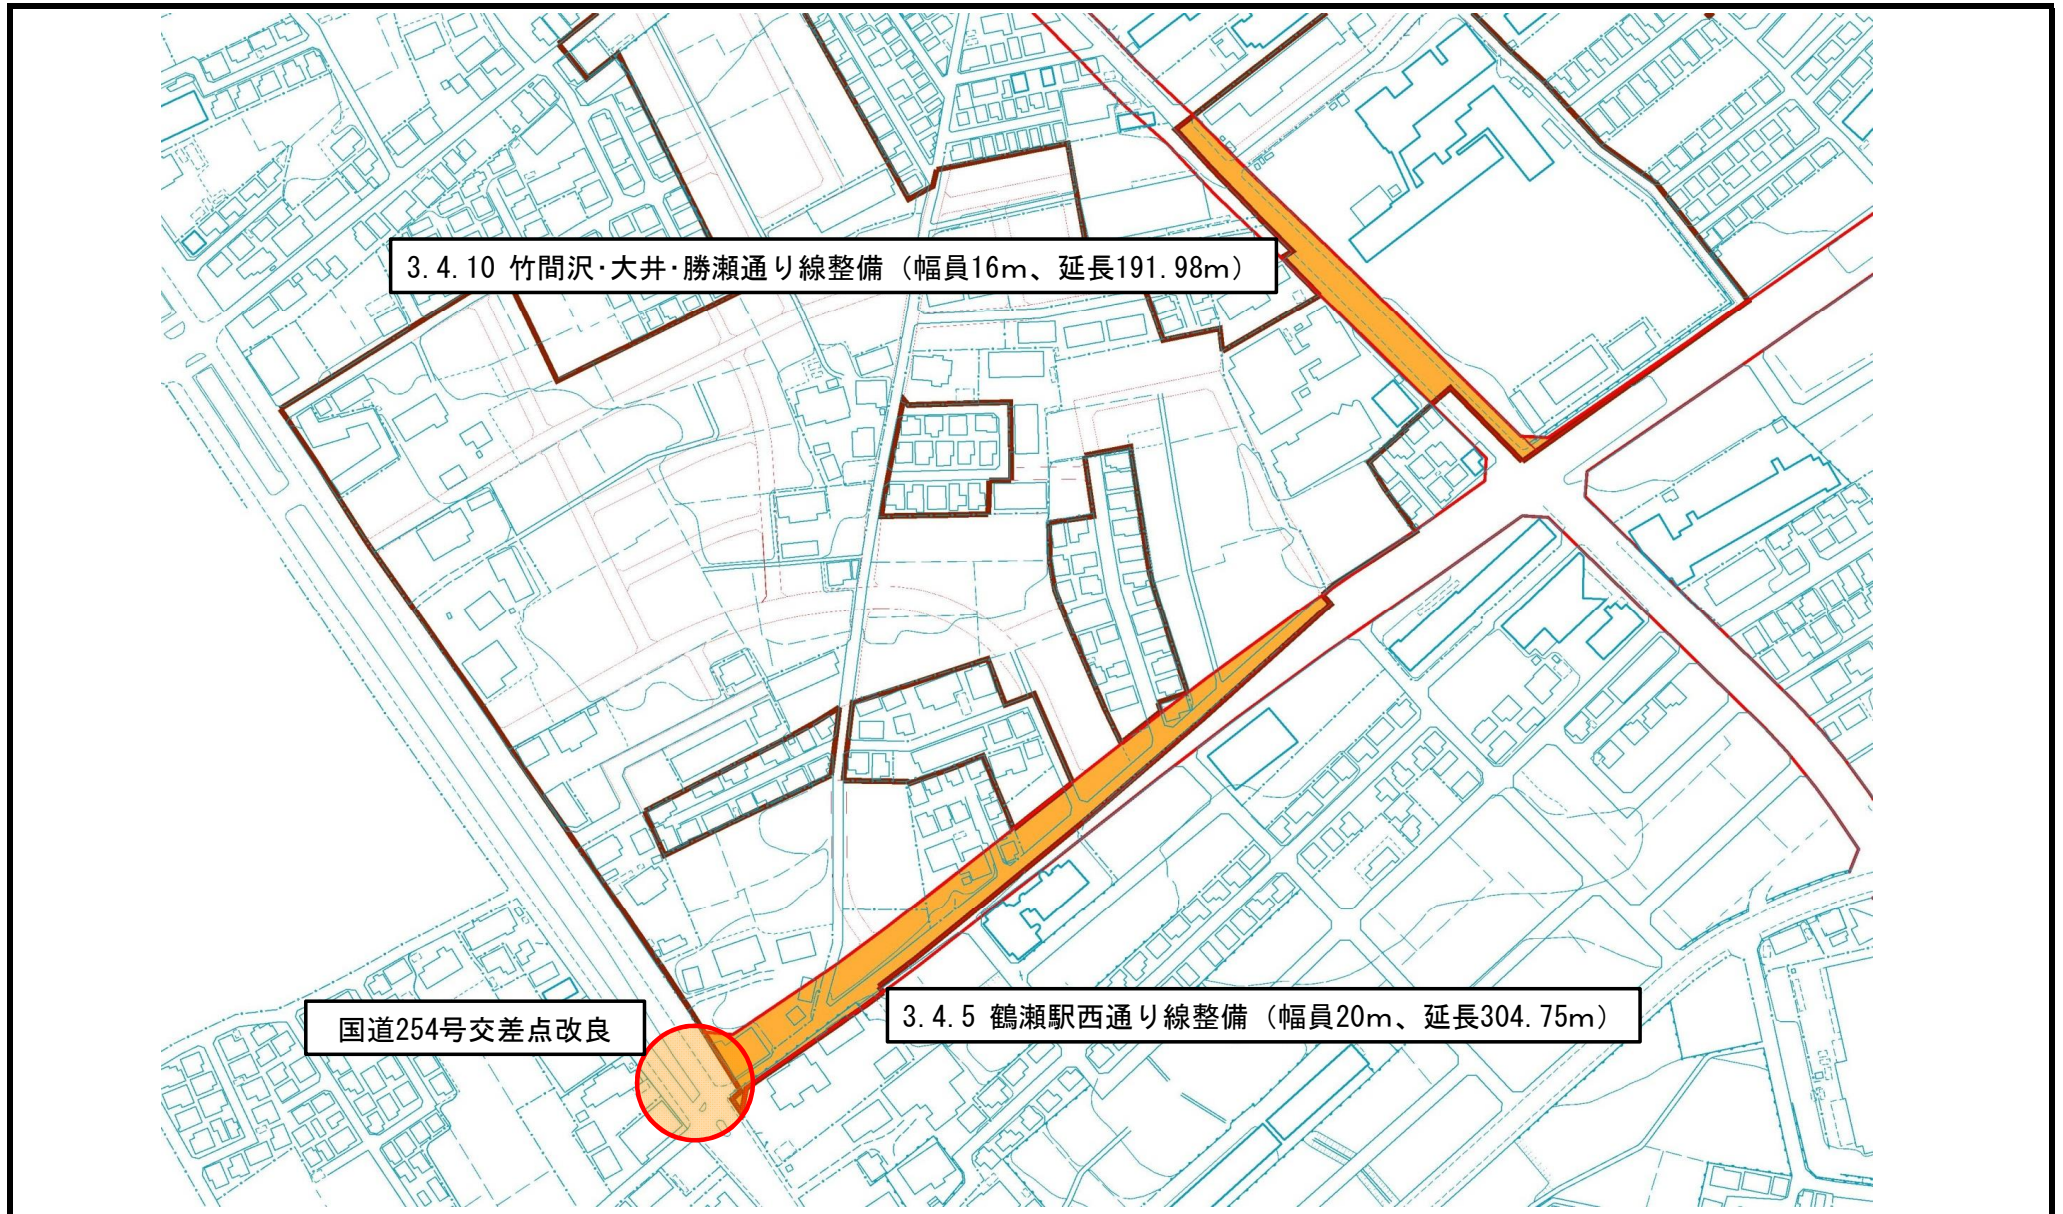 3.4.10 竹間沢・大井・勝瀬通り線整備（幅員16ｍ、延長191.98ｍ）
3.4.5 鶴瀬駅西通り線整備（幅員20ｍ、延長304.75ｍ）
国道254号交差点改良